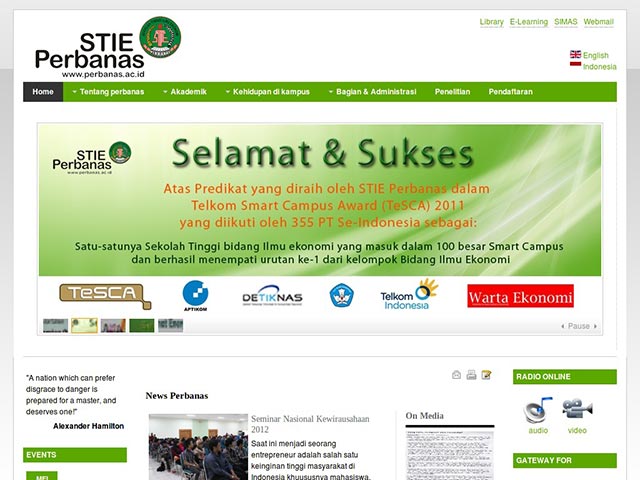 STIE
Perbanas
www.perbanas.ac.id
Library E-Learning SIMAS Webmail
English
Indonesia
Home Tentang perbanas Akademik Kehidupan di kampus Bagian & Administrasi Penelitian Pendaftaran
STIE
Perbanas
www.perbanas.ac.id
Selamat & Sukses
Atas Predikat yang diraih oleh STIE Perbanas dalam
Telkom Smart Campus Award (TeSCA) 2011
yang diikuti oleh 355 PT Se-Indonesia sebagai:
Satu-satunya Sekolah Tinggi bidang Ilmu ekonomi yang masuk dalam 100 besar Smart Campus
dan berhasil menempati urutan ke-1 dari kelompok Bidang Ilmu Ekonomi
TeSCA
APTIKOM
DETIKNAS
Telkom
Indonesia
Warta Ekonomi
Pause
"A nation which can prefer
disgrace to danger is
prepared for a master, and
deserves one!"
Alexander Hamilton
EVENTS
MEI
News Perbanas
Seminar Nasional Kewirausahaan
2012
Saat ini menjadi seorang
entrepreneur adalah salah satu
keinginan tinggi masyarakat di
Indonesia khususnya mahasiswa.
On Media
RADIO ONLINE
audio video
GATEWAY FOR